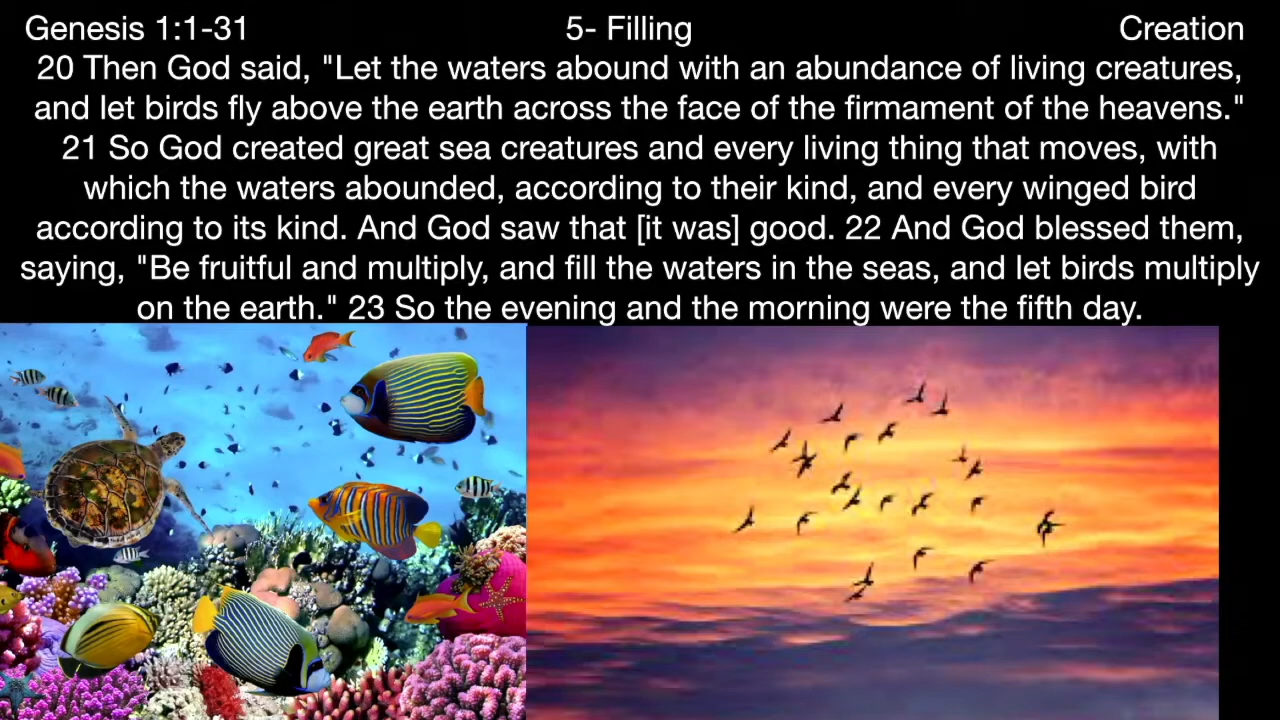 Genesis 1:1-31 5- Filling Creation
20 Then God said, "Let the waters abound with an abundance of living creatures,
and let birds fly above the earth across the face of the firmament of the heavens."
21 So God created great sea creatures and every living thing that moves, with
which the waters abounded, according to their kind, and every winged bird
according to its kind. And God saw that [it was] good. 22 And God blessed them,
saying, "Be fruitful and multiply, and fill the waters in the seas, and let birds multiply
on the earth." 23 So the evening and the morning were the fifth day.